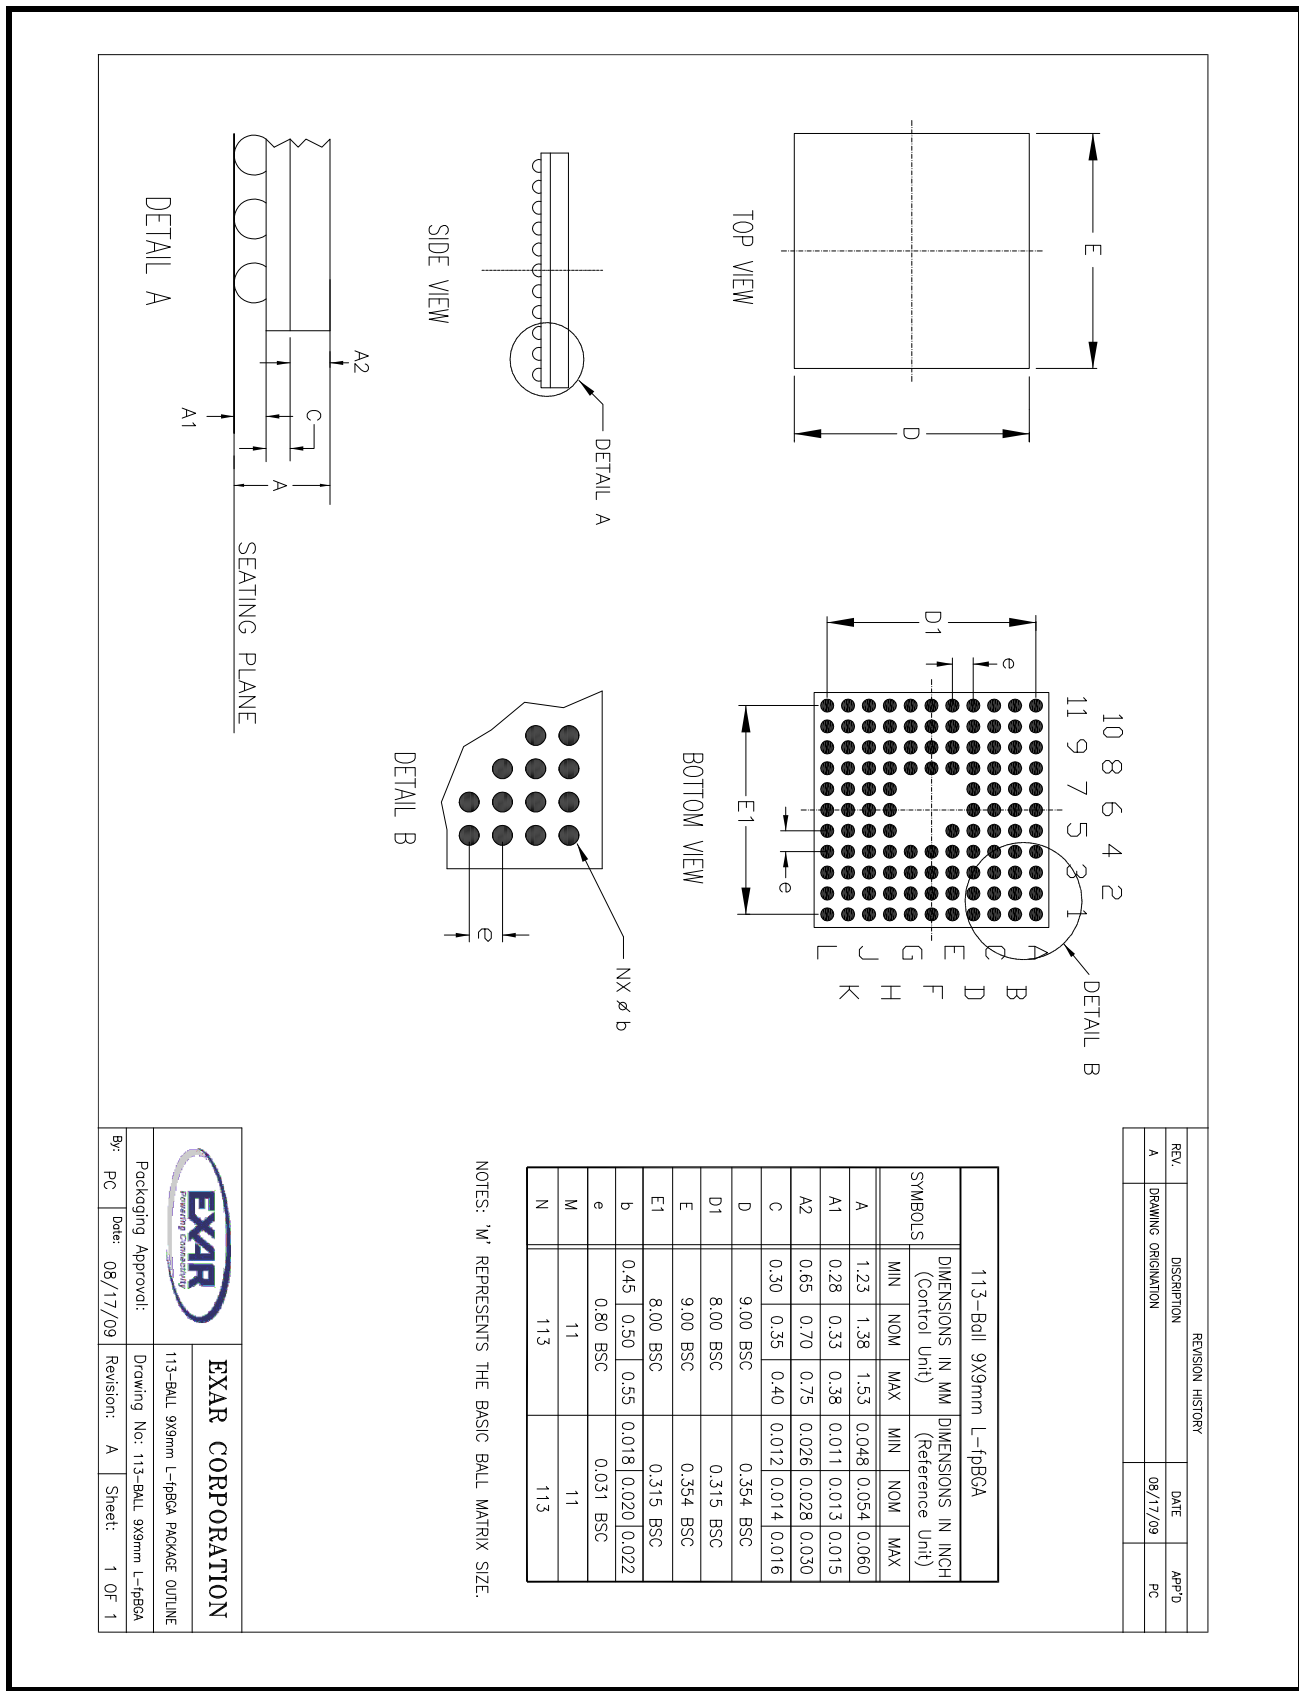 REVISION HISTORY
REV. DISCRIPTION DATE APP'D
A DRAWING ORIGINATION 08/17/09 PC
E
D
TOP VIEW
D1
e
11 9 7 5 3 1
10 8 6 4 2
A
B
C
D
E
F
G
H
J
K
L
DETAIL B
E1
e
BOTTOM VIEW
DETAIL A
SIDE VIEW
NX ø b
e
DETAIL B
A2
C
A1
A
SEATING PLANE
DETAIL A
113-Ball 9X9mm L-fpBGA
SYMBOLS DIMENSIONS IN MM (Control Unit) DIMENSIONS IN INCH (Reference Unit)
MIN NOM MAX MIN NOM MAX
A 1.23 1.38 1.53 0.048 0.054 0.060
A1 0.28 0.33 0.38 0.011 0.013 0.015
A2 0.65 0.70 0.75 0.026 0.028 0.030
C 0.30 0.35 0.40 0.012 0.014 0.016
D 9.00 BSC 0.354 BSC
D1 8.00 BSC 0.315 BSC
E 9.00 BSC 0.354 BSC
E1 8.00 BSC 0.315 BSC
b 0.45 0.50 0.55 0.018 0.020 0.022
e 0.80 BSC 0.031 BSC
M 11 11
N 113 113
NOTES: 'M' REPRESENTS THE BASIC BALL MATRIX SIZE.
EXAR
Powering Connectivity
EXAR CORPORATION
113-BALL 9X9mm L-fpBGA PACKAGE OUTLINE
Packaging Approval: Drawing No: 113-BALL 9X9mm L-fpBGA
By: PC Date: 08/17/09 Revision: A Sheet: 1 OF 1